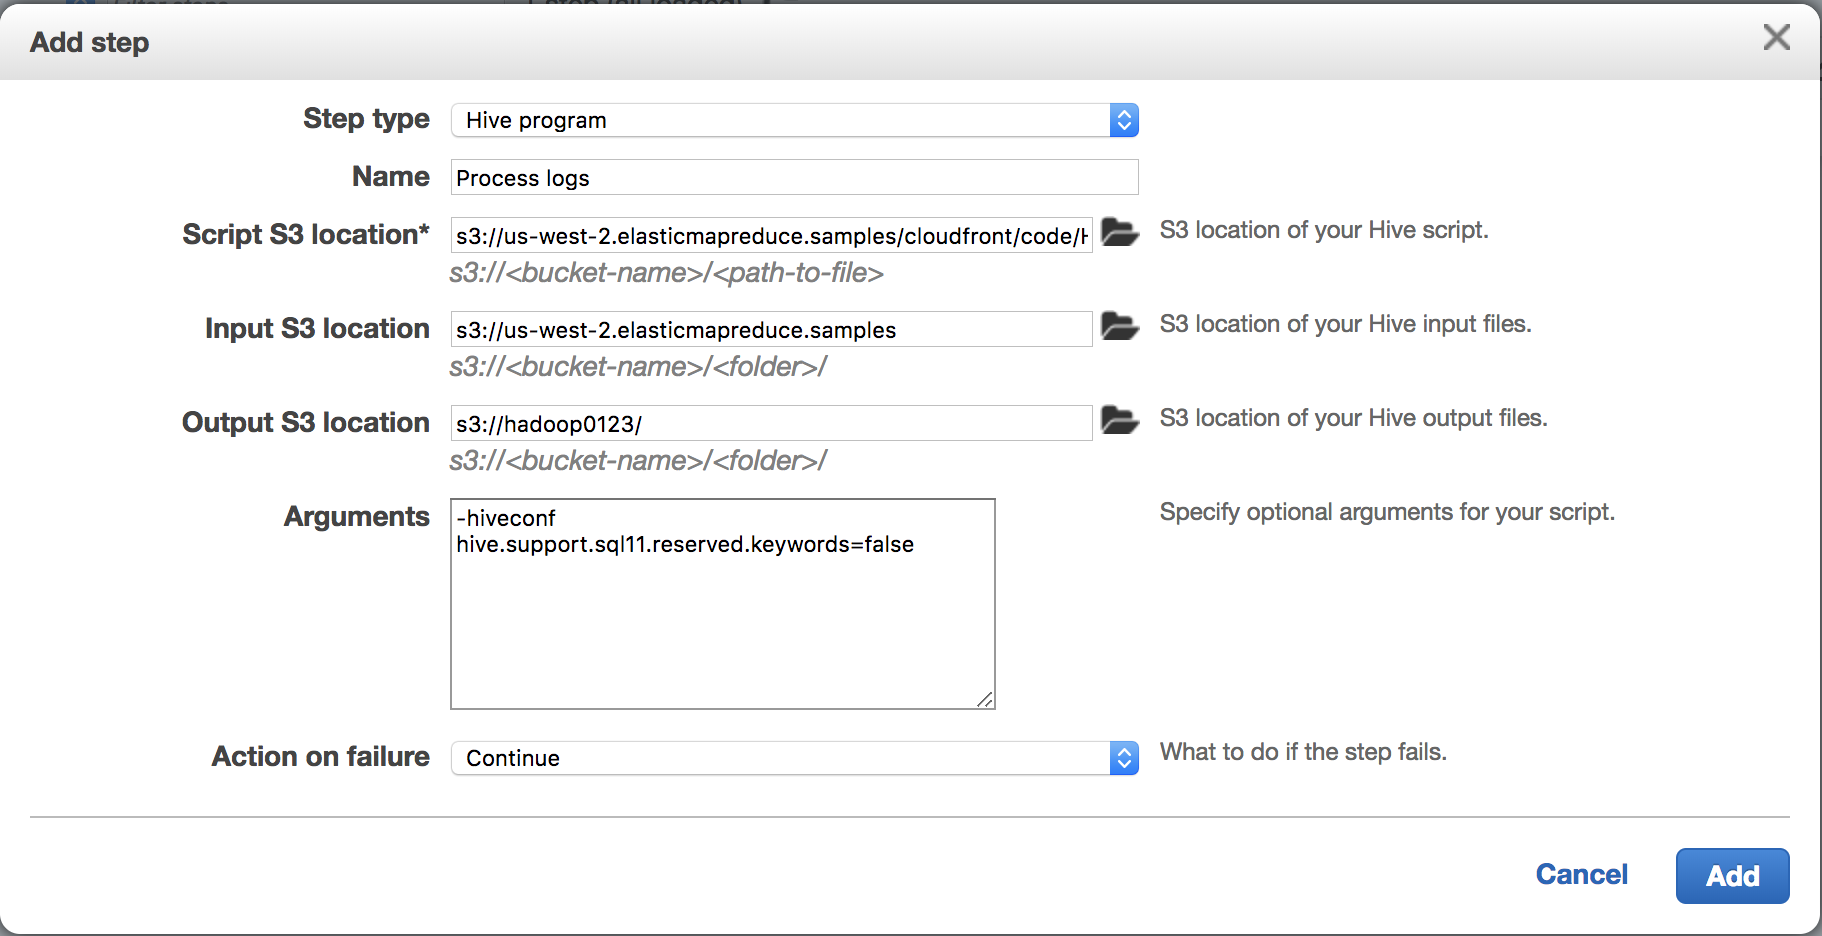 Add step
Step type Hive program
Name Process logs
Script S3 location* s3://us-west-2.elasticmapreduce.samples/cloudfront/code/ S3 location of your Hive script.
s3://<bucket-name>/<path-to-file>
Input S3 location s3://us-west-2.elasticmapreduce.samples S3 location of your Hive input files.
s3://<bucket-name>/<folder>/
Output S3 location s3://hadoop0123/ S3 location of your Hive output files.
s3://<bucket-name>/<folder>/
Arguments -hiveconf Specify optional arguments for your script.
hive.support.sql11.reserved.keywords=false
Action on failure Continue What to do if the step fails.
Cancel Add